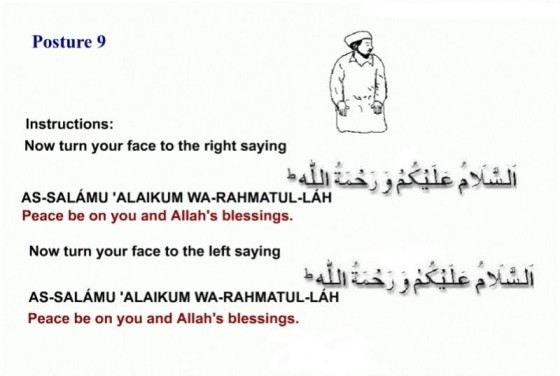 Posture 9
Instructions:
Now turn your face to the right saying
اَلسَّلَامُ عَلَيْكُمْ وَ رَحْمَةُ اللّٰهِ ؕ
AS-SALÁMU 'ALAIKUM WA-RAHMATUL-LÁH
Peace be on you and Allah's blessings.
Now turn your face to the left saying
اَلسَّلَامُ عَلَيْكُمْ وَ رَحْمَةُ اللّٰهِ ؕ
AS-SALÁMU 'ALAIKUM WA-RAHMATUL-LÁH
Peace be on you and Allah's blessings.